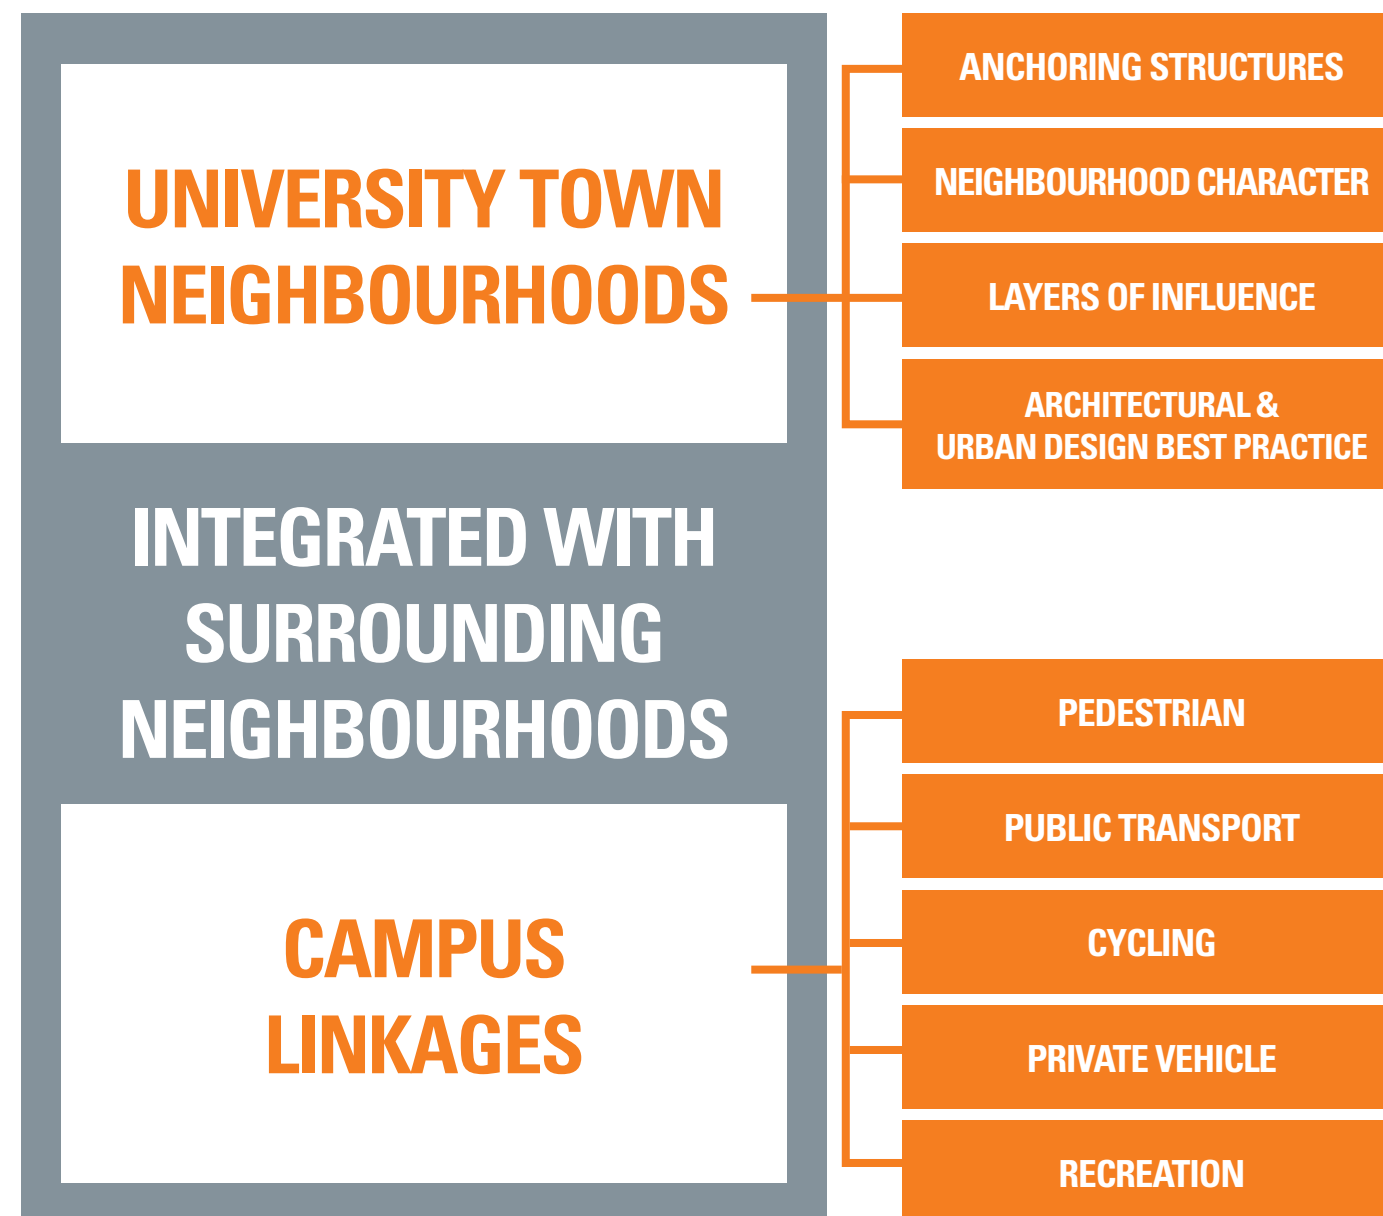 UNIVERSITY TOWN
NEIGHBOURHOODS
ANCHORING STRUCTURES
NEIGHBOURHOOD CHARACTER
LAYERS OF INFLUENCE
ARCHITECTURAL &
URBAN DESIGN BEST PRACTICE
INTEGRATED WITH
SURROUNDING
NEIGHBOURHOODS
CAMPUS
LINKAGES
PEDESTRIAN
PUBLIC TRANSPORT
CYCLING
PRIVATE VEHICLE
RECREATION